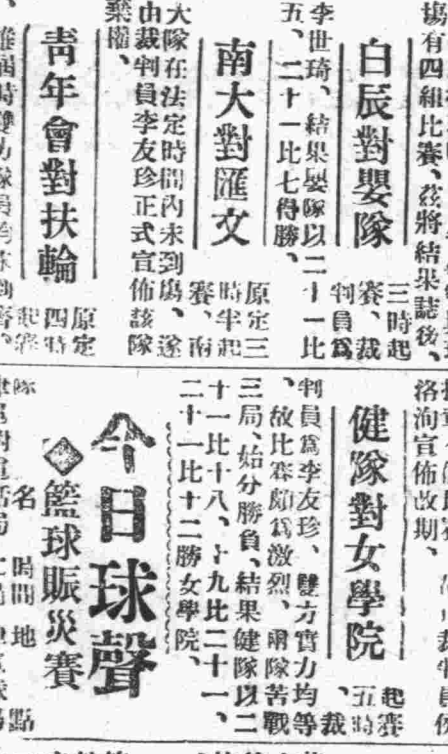 塲有四組比賽、茲將結果誌後、
白辰對嬰隊
三時起
賽、裁
判員爲
李世琦、結果嬰隊以二十一比
五、二十一比七得勝、
南大對匯文
原定三
時半起
賽、南
大隊在法定時間內未到塲、遂
由裁判員李友珍正式宣佈該隊
棄權、
青年會對扶輪
原定
四時
起賽
洛洵宣佈改期、
健隊對女學院
起賽
五時
、裁
判員爲李友珍、雙方實力均等
、故比賽頗爲激烈、兩隊苦戰
三局、始分勝負、結果健隊以二
十一比十八、十九比二十一、
二十一比十二勝女學院、
今日球聲
◇籃球賑災賽
隊名 時間 地點